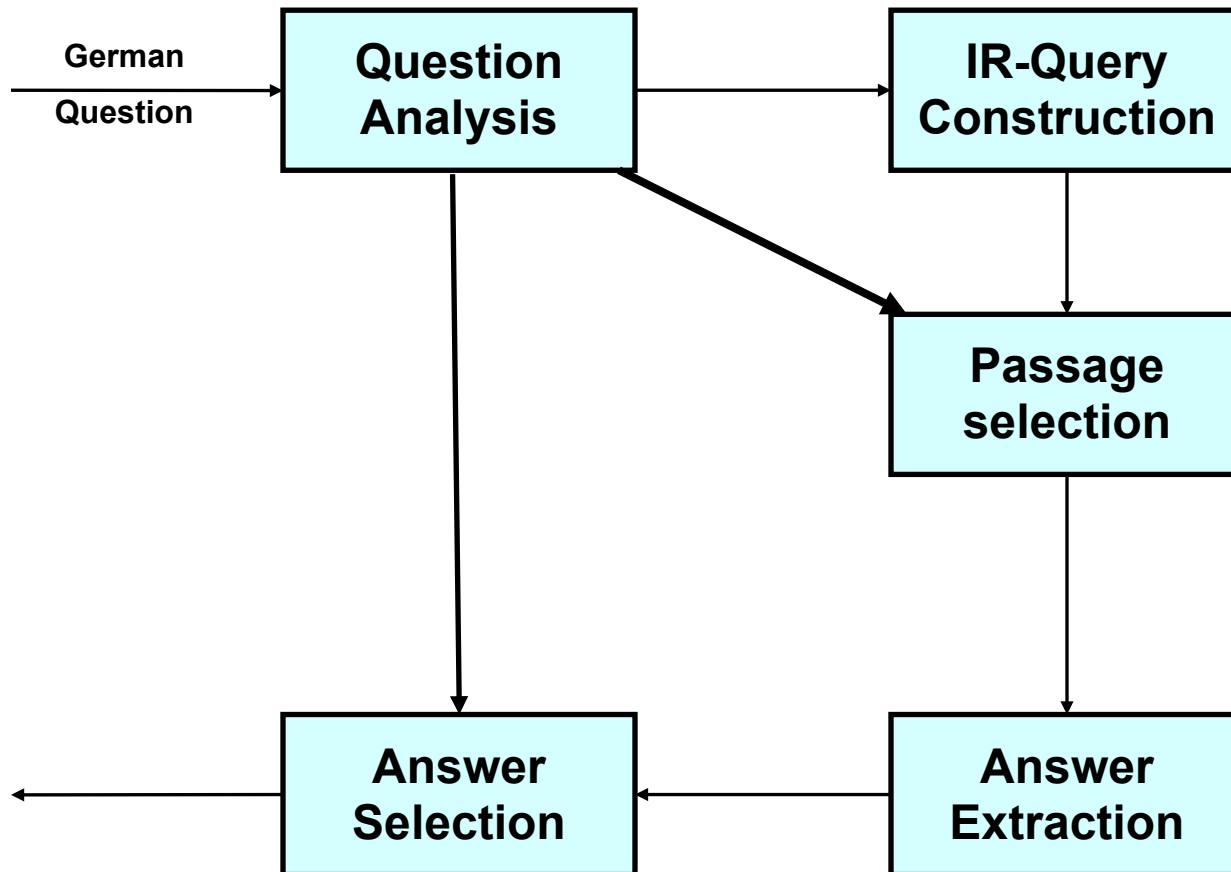 German
Question
Question
Analysis
IR-Query
Construction
Passage
selection
Answer
Selection
Answer
Extraction